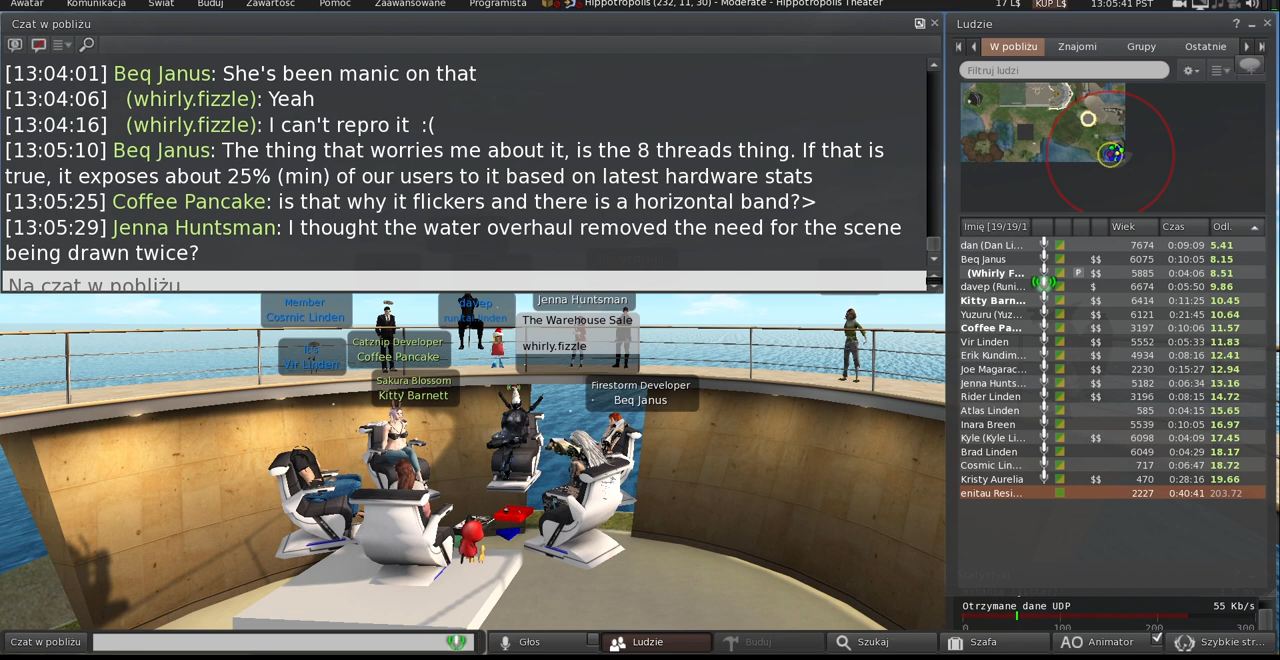 Awatar Komunikacja Świat Buduj Zawartość Pomoc Zaawansowane Programista Hippotropolis (232, 11, 30) - Moderate - Hippotropolis Theater 17 L$ KUP L$ 13:05:41 PST
Czat w pobliżu
[13:04:01] Beq Janus: She's been manic on that
[13:04:06] (whirly.fizzle): Yeah
[13:04:16] (whirly.fizzle): I can't repro it :(
[13:05:10] Beq Janus: The thing that worries me about it, is the 8 threads thing. If that is
true, it exposes about 25% (min) of our users to it based on latest hardware stats
[13:05:25] Coffee Pancake: is that why it flickers and there is a horizontal band?>
[13:05:29] Jenna Huntsman: I thought the water overhaul removed the need for the scene
being drawn twice?
Na czat w pobliżu
Member
Cosmic Linden
davep
Jenna Huntsman
The Warehouse Sale
whirly.fizzle
Vir Linden
Catznip Developer
Coffee Pancake
Sakura Blossom
Kitty Barnett
Firestorm Developer
Beq Janus
Ludzie
W pobliżu Znajomi Grupy Ostatnie
Filtruj ludzi
Imię [19/19/1 Wiek Czas Odl.
dan (Dan Li... 7674 0:09:09 5.41
Beq Janus $$ 6075 0:10:05 8.15
(Whirly F... P $$ 5885 0:04:06 8.51
davep (Runi... $ 6674 0:05:50 9.86
Kitty Barn... $$ 6414 0:11:25 10.45
Yuzuru (Yuz... $$ 6121 0:21:45 10.64
Coffee Pa... $$ 3197 0:10:06 11.57
Vir Linden 5552 0:05:33 11.83
Erik Kundim... $$ 4934 0:08:16 12.41
Joe Magarac... $$ 2230 0:15:27 12.94
Jenna Hunts... $$ 5182 0:06:34 13.16
Rider Linden $$ 3196 0:08:15 14.72
Atlas Linden 585 0:04:15 15.65
Inara Breen 5539 0:10:05 16.97
Kyle (Kyle Li... $$ 6098 0:04:09 17.45
Brad Linden 6049 0:04:29 18.17
Cosmic Lin... 717 0:06:47 18.72
Kristy Aurelia $$ 470 0:28:16 19.66
enitau Resi... 2227 0:40:41 203.72
Otrzymane dane UDP 55 Kb/s
0 100 200 300
Czat w pobliżu Głos Ludzie Buduj Szukaj Szafa AO Animator Szybkie str...